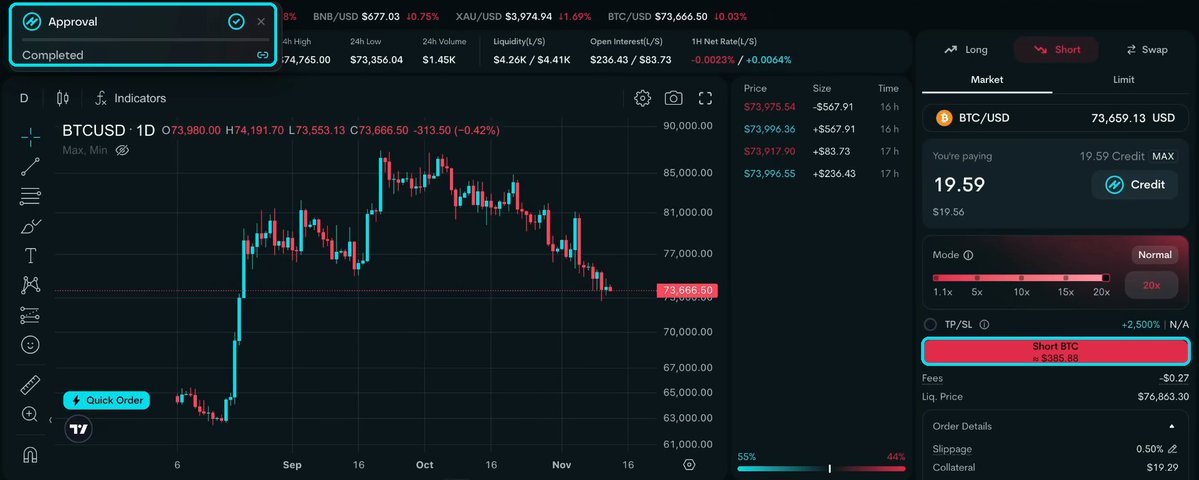 Approval
Completed
8% BNB/USD $677.03 ↓0.75% XAU/USD $3,974.94 ↓1.69% BTC/USD $73,666.50 ↓0.03%
24h High 24h Low 24h Volume Liquidity(L/S) Open Interest(L/S) 1H Net Rate(L/S)
$74,765.00 $73,356.04 $1.45K $4.26K / $4.41K $236.43 / $83.73 -0.0023% / +0.0064%
D Indicators
BTCUSD · 1D O73,980.00 H74,191.70 L73,553.13 C73,666.50 -313.50 (−0.42%)
Max, Min
90,000.00
85,000.00
81,000.00
77,000.00
73,666.50
73,000.00
70,000.00
67,000.00
65,000.00
63,000.00
61,000.00
Quick Order
6 Sep 16 Oct 16 Nov 16
Price Size Time
$73,975.54 -$567.91 16 h
$73,996.36 +$567.91 16 h
$73,917.90 +$83.73 17 h
$73,996.55 +$236.43 17 h
55% 44%
Long Short Swap
Market Limit
BTC/USD 73,659.13 USD
You're paying 19.59 Credit MAX
19.59 Credit
$19.56
Mode Normal
1.1x 5x 10x 15x 20x 20x
TP/SL +2,500% | N/A
Short BTC
≈ $385.88
Fees -$0.27
Liq. Price $76,863.30
Order Details
Slippage 0.50%
Collateral $19.29